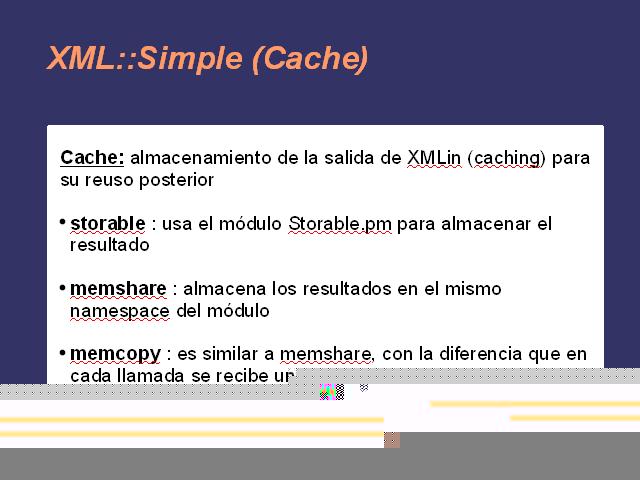 XML::Simple (Cache)
Cache: almacenamiento de la salida de XMLin (caching) para
su reuso posterior
• storable : usa el módulo Storable.pm para almacenar el
resultado
• memshare : almacena los resultados en el mismo
namespace del módulo
• memcopy : es similar a memshare, con la diferencia que en
cada llamada se recibe un